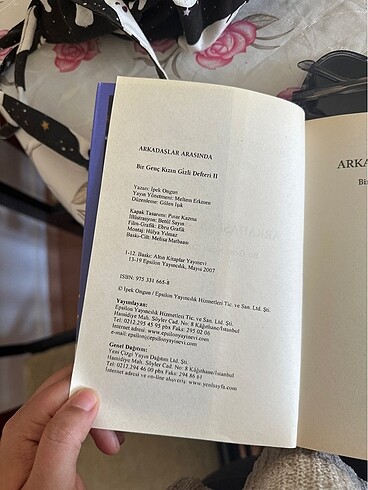 ARKADAŞLAR ARASINDA
Bir Genç Kızın Gizli Defteri II
Yazarı: İpek Ongun
Yayın Yönetmeni: Meltem Erkmen
Düzenleme: Gülen Işık
Kapak Tasarımı: Pınar Kazma
İllüstrasyon: Betül Sayın
Film-Grafik: Ebru Grafik
Montaj: Hülya Yılmaz
Baskı-Cilt: Melisa Matbaası
1-12. Baskı: Altın Kitaplar Yayınevi
13-19 Epsilon Yayıncılık, Mayıs 2007
ISBN: 975 331 665-8
© İpek Ongun / Epsilon Yayıncılık Hizmetleri Tic. ve San. Ltd. Şti.
Yayımlayan:
Epsilon Yayıncılık Hizmetleri Tic. ve San. Ltd. Şti.
Hamidiye Mah. Söyler Cad. No: 8 Kâğıthane/İstanbul
Tel: 0212.295 45 95 pbx Faks: 295 02 06
İnternet adresi: www.epsilonyayinevi.com
e-mail: epsilon@epsilonyayinevi.com
Genel Dağıtım:
Yeni Çizgi Yayın Dağıtım Ltd. Şti.
Hamidiye Mah. Söyler Cad. No: 8 Kâğıthane/İstanbul
Tel: 0212.294 46 00 pbx Faks: 294 86 61
İnternet adresi ve on-line alışveriş: www.yenisayfa.com
ARKA
Bi